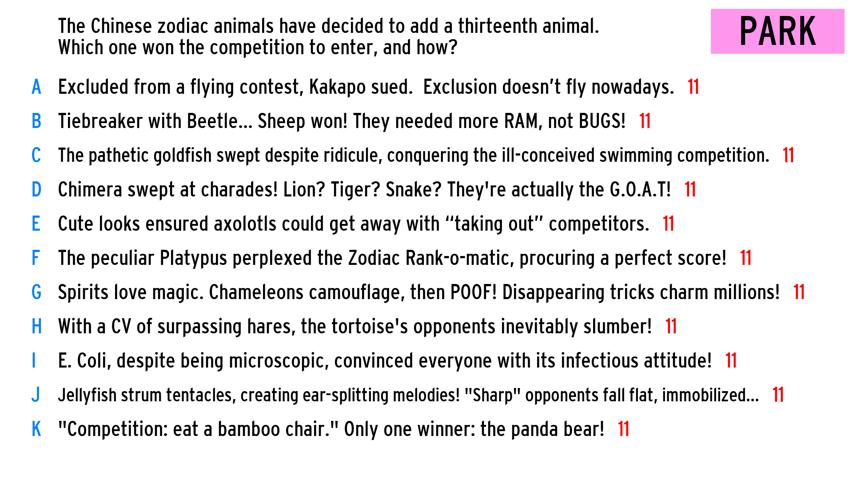 The Chinese zodiac animals have decided to add a thirteenth animal.
Which one won the competition to enter, and how?
PARK
A Excluded from a flying contest, Kakapo sued. Exclusion doesn't fly nowadays. 11
B Tiebreaker with Beetle... Sheep won! They needed more RAM, not BUGS! 11
C The pathetic goldfish swept despite ridicule, conquering the ill-conceived swimming competition. 11
D Chimera swept at charades! Lion? Tiger? Snake? They're actually the G.O.A.T! 11
E Cute looks ensured axolotls could get away with “taking out” competitors. 11
F The peculiar Platypus perplexed the Zodiac Rank-o-matic, procuring a perfect score! 11
G Spirits love magic. Chameleons camouflage, then POOF! Disappearing tricks charm millions! 11
H With a CV of surpassing hares, the tortoise's opponents inevitably slumber! 11
I E. Coli, despite being microscopic, convinced everyone with its infectious attitude! 11
J Jellyfish strum tentacles, creating ear-splitting melodies! "Sharp" opponents fall flat, immobilized... 11
K "Competition: eat a bamboo chair." Only one winner: the panda bear! 11